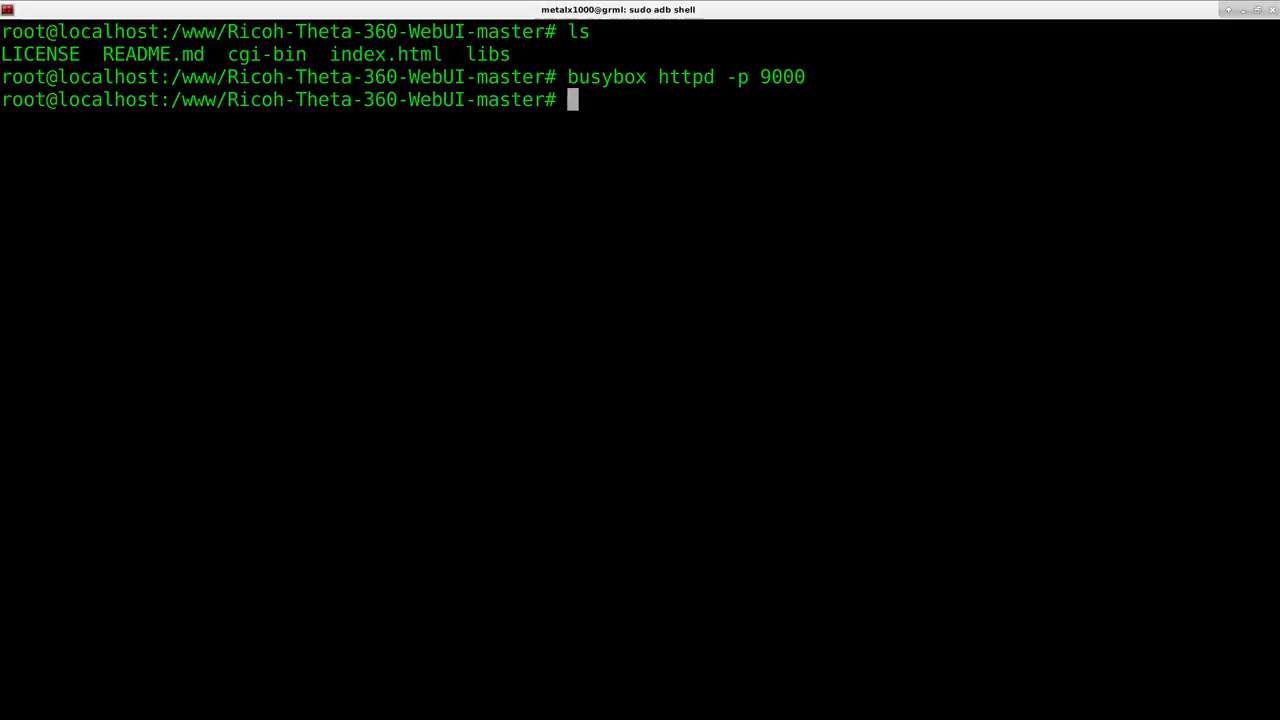 metalx1000@grml: sudo adb shell
root@localhost:/www/Ricoh-Theta-360-WebUI-master# ls
LICENSE  README.md  cgi-bin  index.html  libs
root@localhost:/www/Ricoh-Theta-360-WebUI-master# busybox httpd -p 9000
root@localhost:/www/Ricoh-Theta-360-WebUI-master#